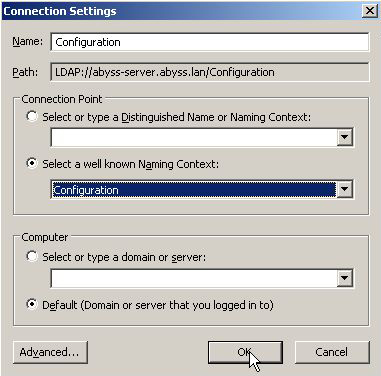 Connection Settings
Name: Configuration
Path: LDAP://abyss-server.abyss.lan/Configuration
Connection Point
Select or type a Distinguished Name or Naming Context:
Select a well known Naming Context:
Configuration
Computer
Select or type a domain or server:
Default (Domain or server that you logged in to)
Advanced... OK Cancel